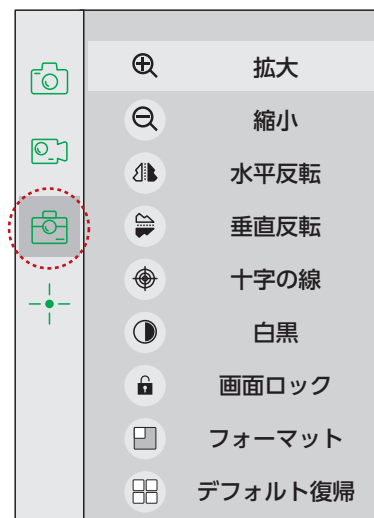 拡大
縮小
水平反転
垂直反転
十字の線
白黒
画面ロック
フォーマット
デフォルト復帰